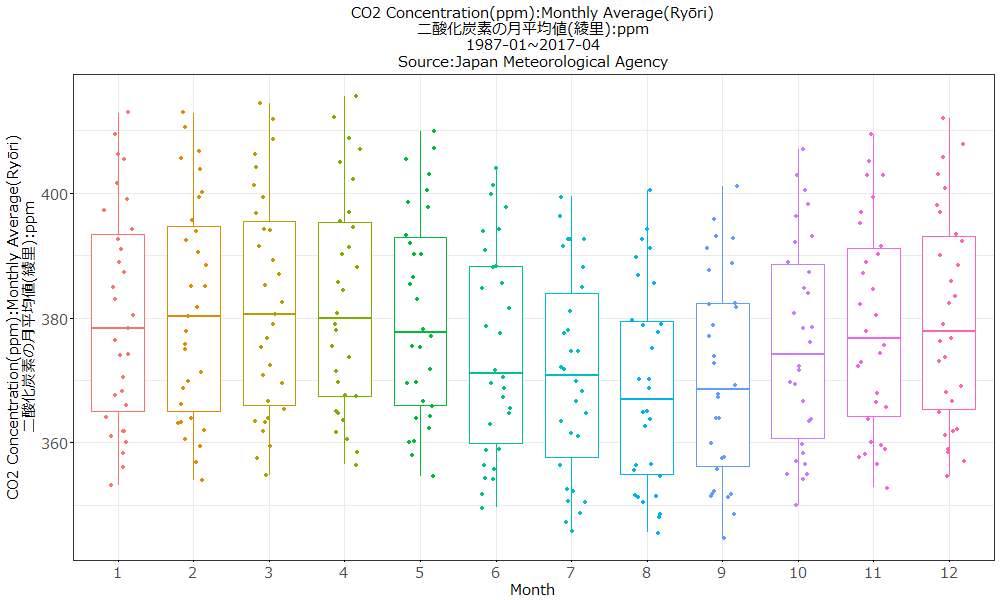 CO2 Concentration(ppm):Monthly Average(Ryōri)
二酸化炭素の月平均値(綾里):ppm
1987-01~2017-04
Source:Japan Meteorological Agency
CO2 Concentration(ppm):Monthly Average(Ryōri)
二酸化炭素の月平均値(綾里):ppm
400
380
360
1 2 3 4 5 6 7 8 9 10 11 12
Month